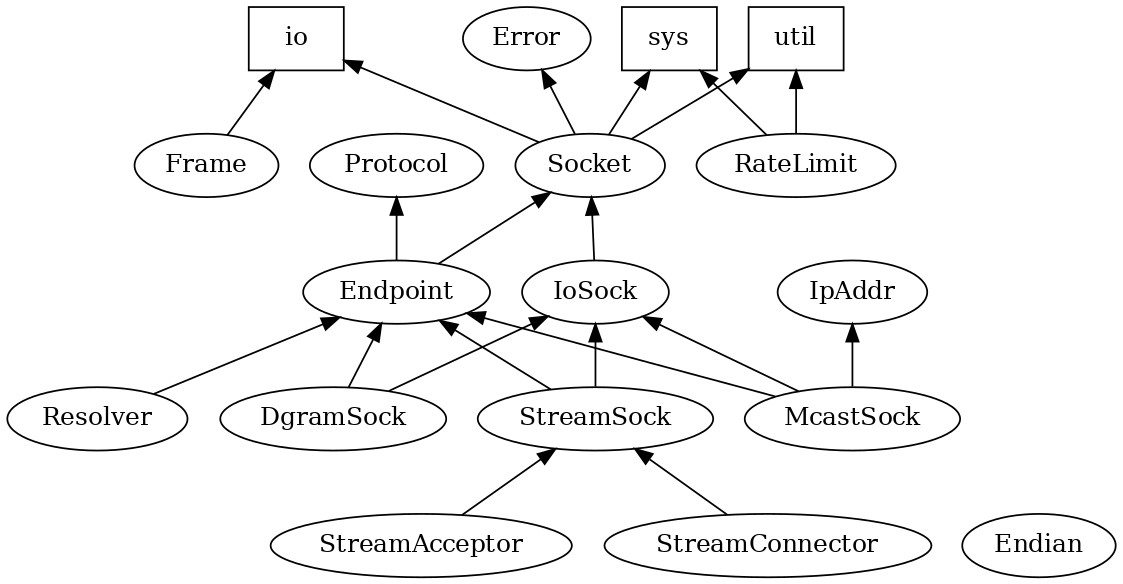 io
Error
sys
util
Frame
Protocol
Socket
RateLimit
Endpoint
IoSock
IpAddr
Resolver
DgramSock
StreamSock
McastSock
StreamAcceptor
StreamConnector
Endian